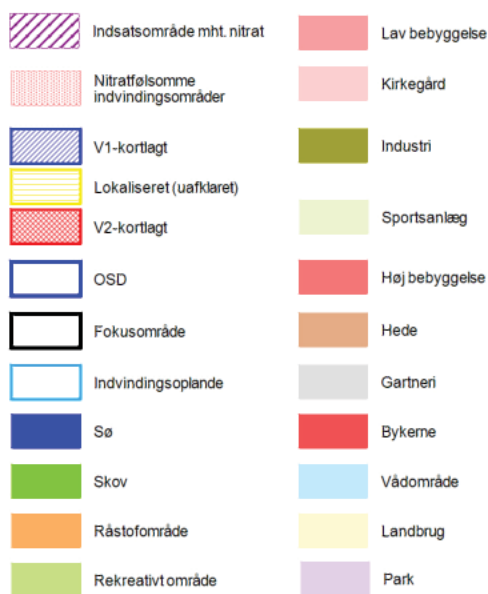 Indsatsområde mht. nitrat
Nitratfølsomme
indvindingsområder
V1-kortlagt
Lokaliseret (uafklaret)
V2-kortlagt
OSD
Fokusområde
Indvindingsoplande
Sø
Skov
Råstofområde
Rekreativt område
Lav bebyggelse
Kirkegård
Industri
Sportsanlæg
Høj bebyggelse
Hede
Gartneri
Bykerne
Vådområde
Landbrug
Park